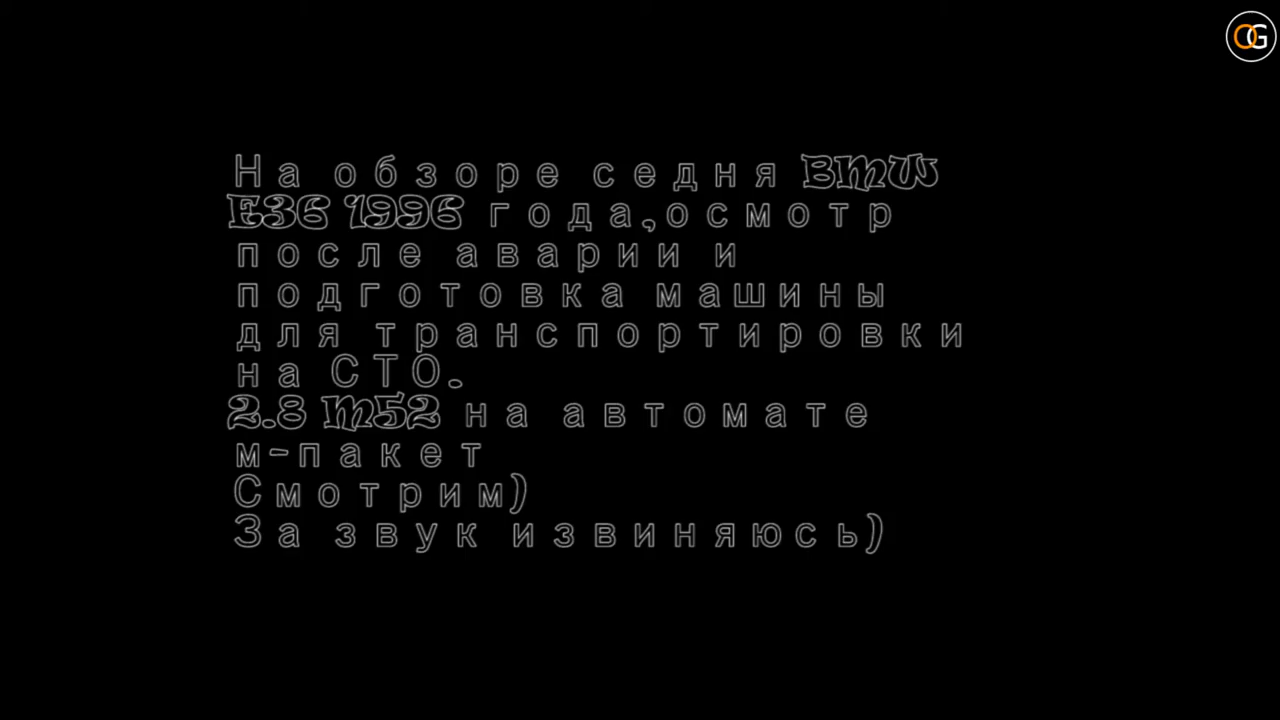 OG
На обзоре седня BMW
E36 1996 года,осмотр
после аварии и
подготовка машины
для транспортировки
на СТО.
2.8 M52 на автомате
м-пакет
Смотрим)
За звук извиняюсь)